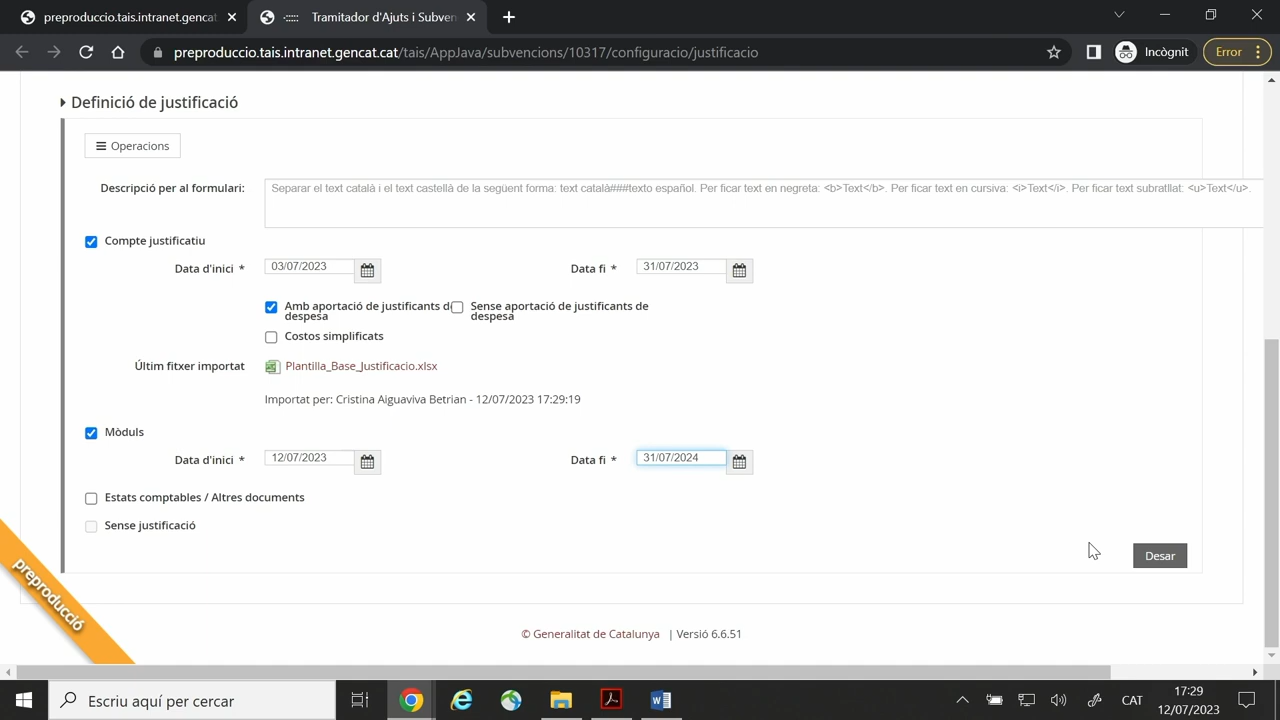 preproduccio.tais.intranet.gencat
Tramitador d'Ajuts i Subven
preproduccio.tais.intranet.gencat.cat/tais/AppJava/subvencions/10317/configuracio/justificacio
Incògnit
Error
Definició de justificació
Operacions
Descripció per al formulari:
Separar el text català i el text castellà de la següent forma: text català###texto español. Per ficar text en negreta: <b>Text</b>. Per ficar text en cursiva: <i>Text</i>. Per ficar text subratllat: <u>Text</u>.
Compte justificatiu
Data d'inici * 03/07/2023 Data fi * 31/07/2023
Amb aportació de justificants d Sense aportació de justificants de
despesa despesa
Costos simplificats
Últim fitxer importat Plantilla_Base_Justificacio.xlsx
Importat per: Cristina Aiguaviva Betrian - 12/07/2023 17:29:19
Mòduls
Data d'inici * 12/07/2023 Data fi * 31/07/2024
Estats comptables / Altres documents
Sense justificació
Desar
preproducció
© Generalitat de Catalunya | Versió 6.6.51
Escriu aquí per cercar
CAT
17:29
12/07/2023